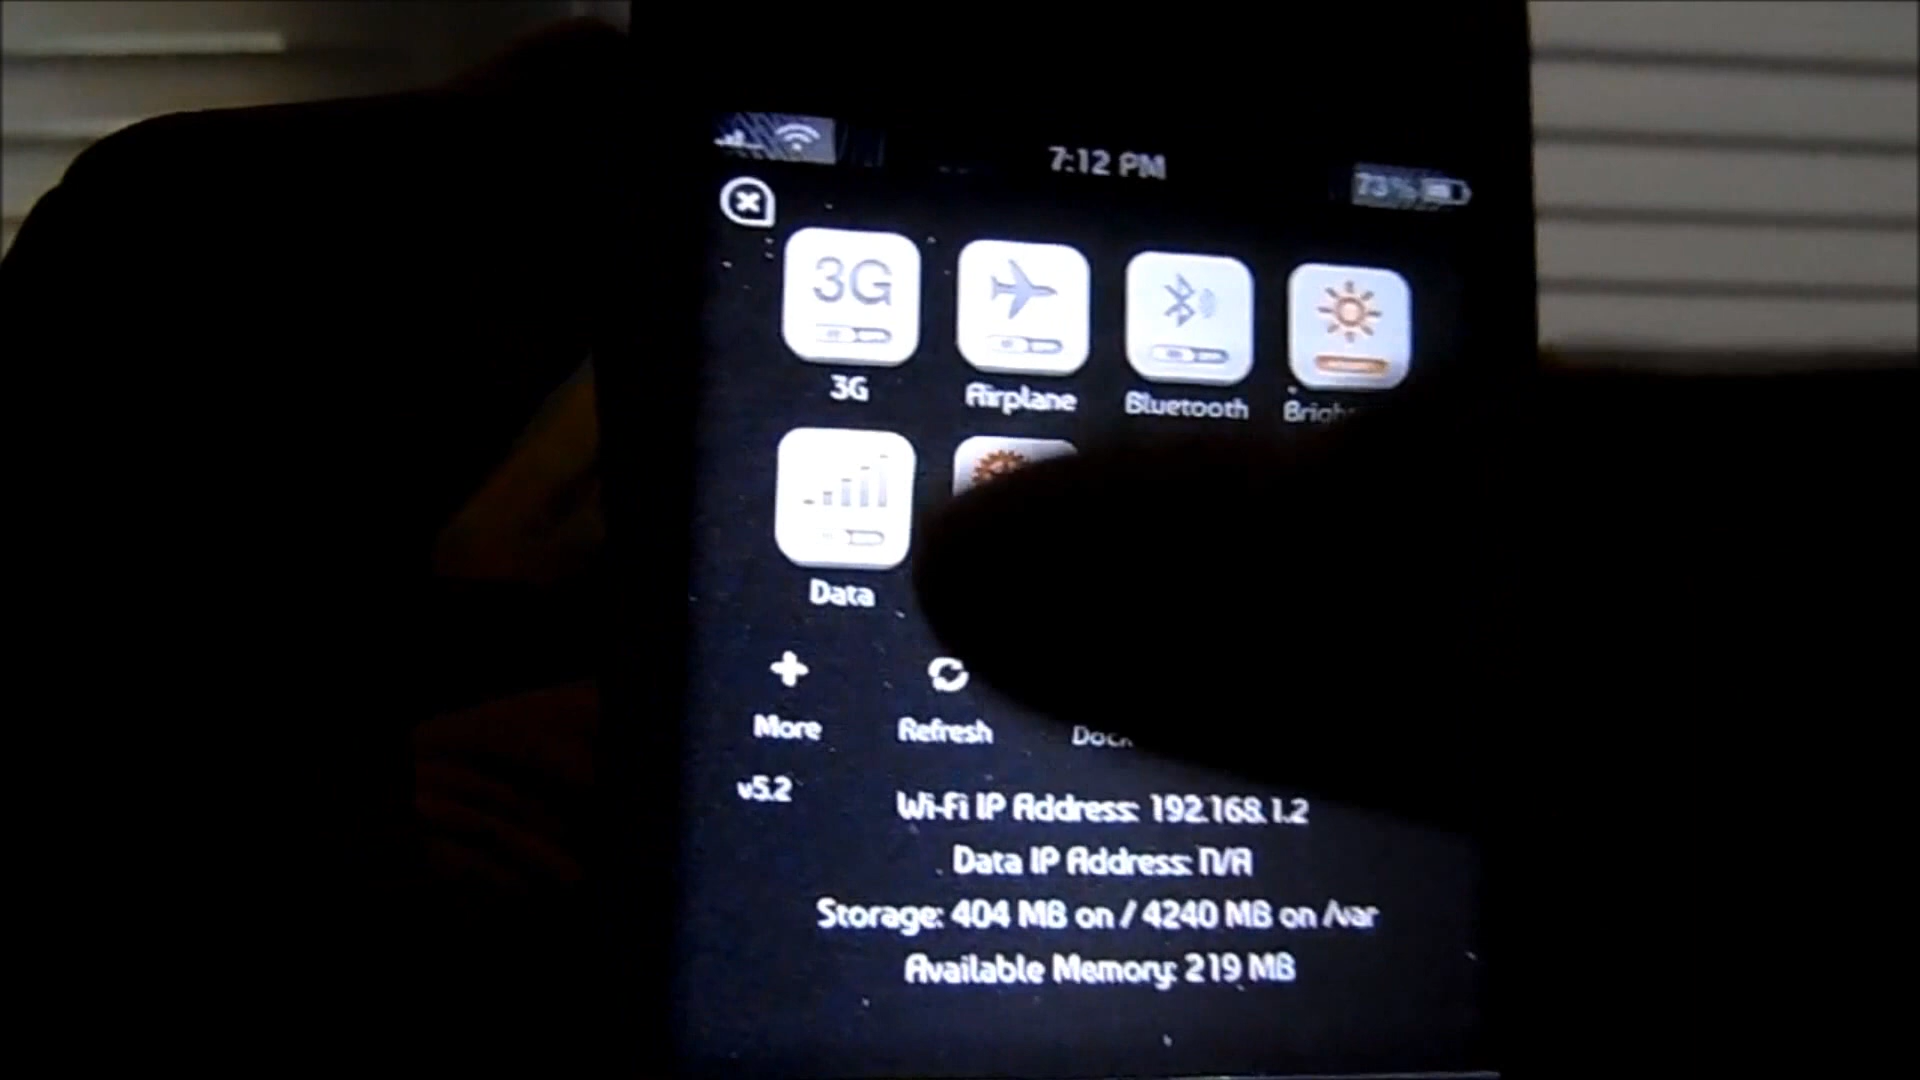 7:12 PM
73%
3G
3G
Airplane
Bluetooth
Data
More
Refresh
v5.2
Wi-Fi IP Address: 192.168.1.2
Data IP Address: N/A
Storage: 404 MB on / 4240 MB on /var
Available Memory: 219 MB